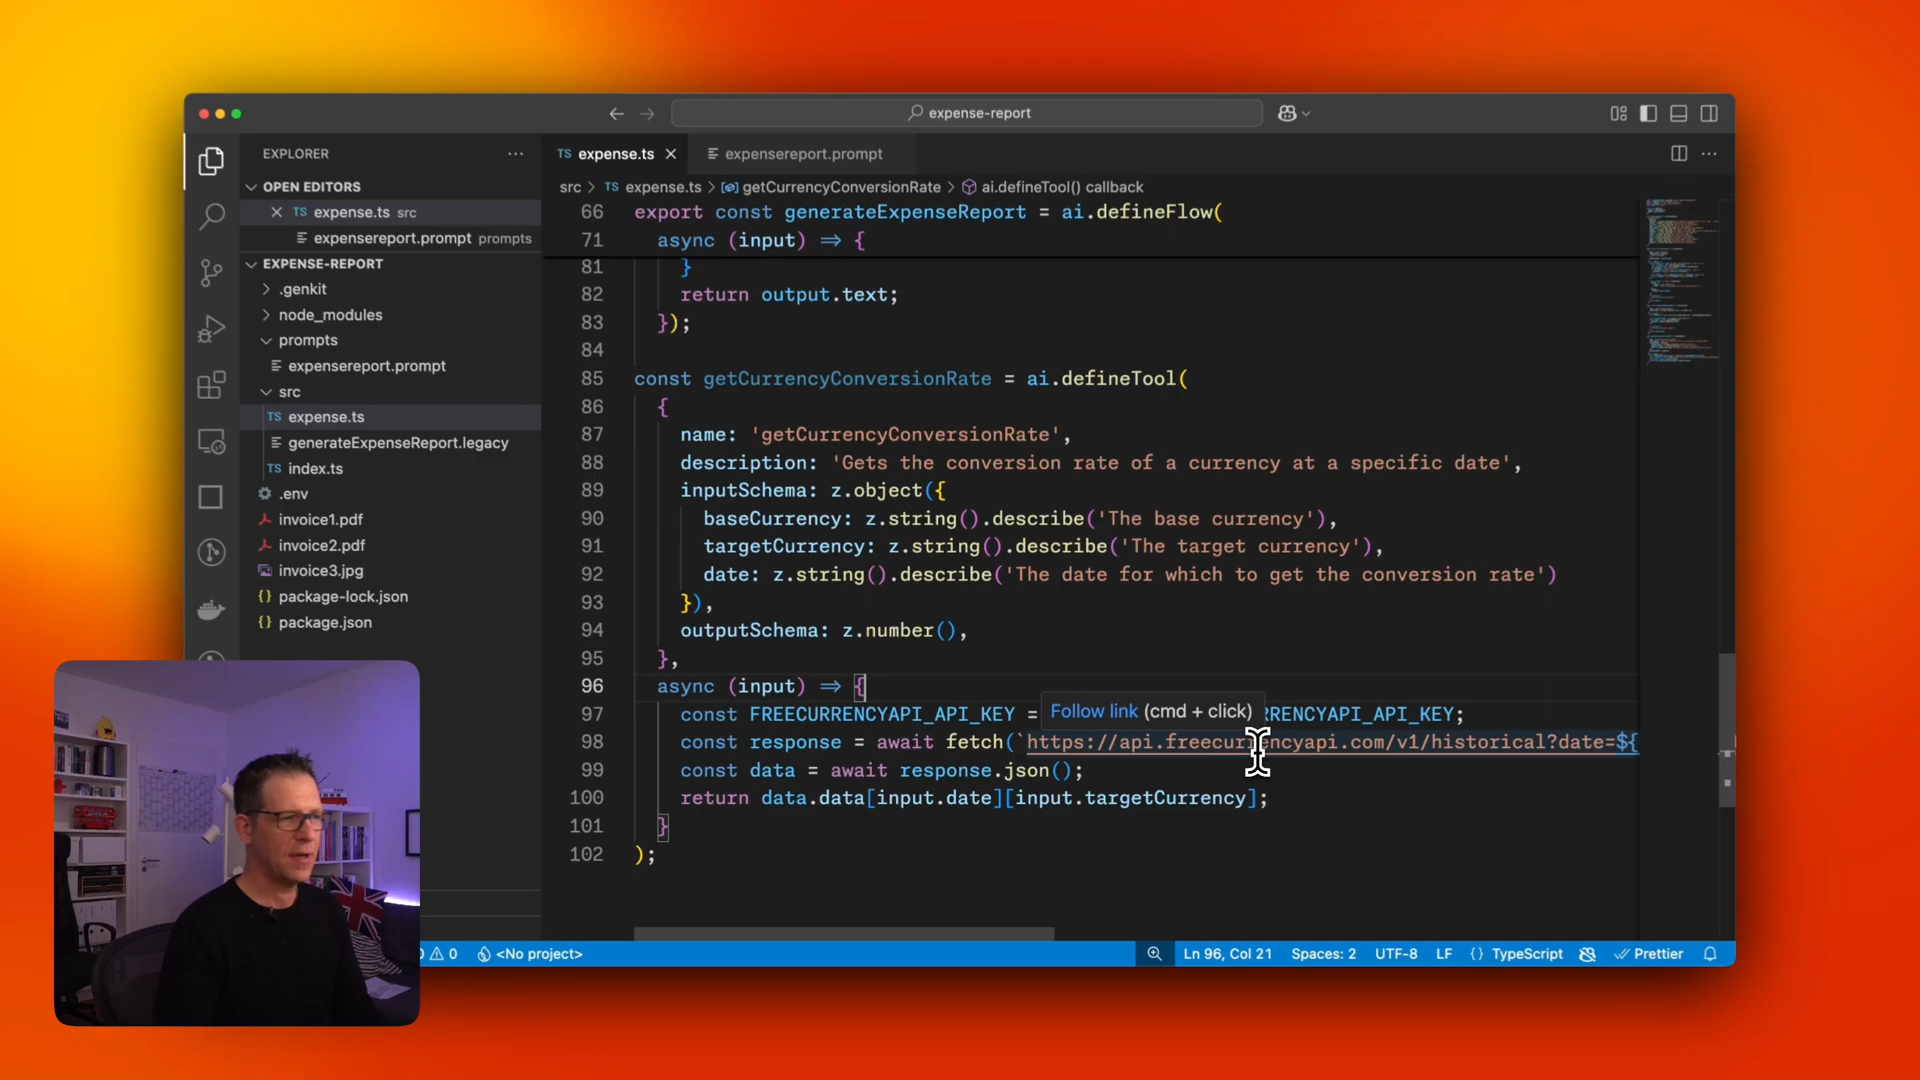 expense-report
EXPLORER
OPEN EDITORS
TS expense.ts src
expensereport.prompt prompts
EXPENSE-REPORT
.genkit
node_modules
prompts
expensereport.prompt
src
TS expense.ts
generateExpenseReport.legacy
TS index.ts
.env
invoice1.pdf
invoice2.pdf
invoice3.jpg
{} package-lock.json
{} package.json
TS expense.ts
expensereport.prompt
src > TS expense.ts > getCurrencyConversionRate > ai.defineTool() callback
66 export const generateExpenseReport = ai.defineFlow(
71 async (input) => {
81 }
82 return output.text;
83 });
84
85 const getCurrencyConversionRate = ai.defineTool(
86 {
87 name: 'getCurrencyConversionRate',
88 description: 'Gets the conversion rate of a currency at a specific date',
89 inputSchema: z.object({
90 baseCurrency: z.string().describe('The base currency'),
91 targetCurrency: z.string().describe('The target currency'),
92 date: z.string().describe('The date for which to get the conversion rate')
93 }),
94 outputSchema: z.number(),
95 },
96 async (input) => {
Follow link (cmd + click)
97 const FREECURRENCYAPI_API_KEY = RENCYAPI_API_KEY;
98 const response = await fetch(`https://api.freecurrencyapi.com/v1/historical?date=${
99 const data = await response.json();
100 return data.data[input.date][input.targetCurrency];
101 }
102 );
0 <No project>
Ln 96, Col 21
Spaces: 2
UTF-8
LF
{} TypeScript
Prettier